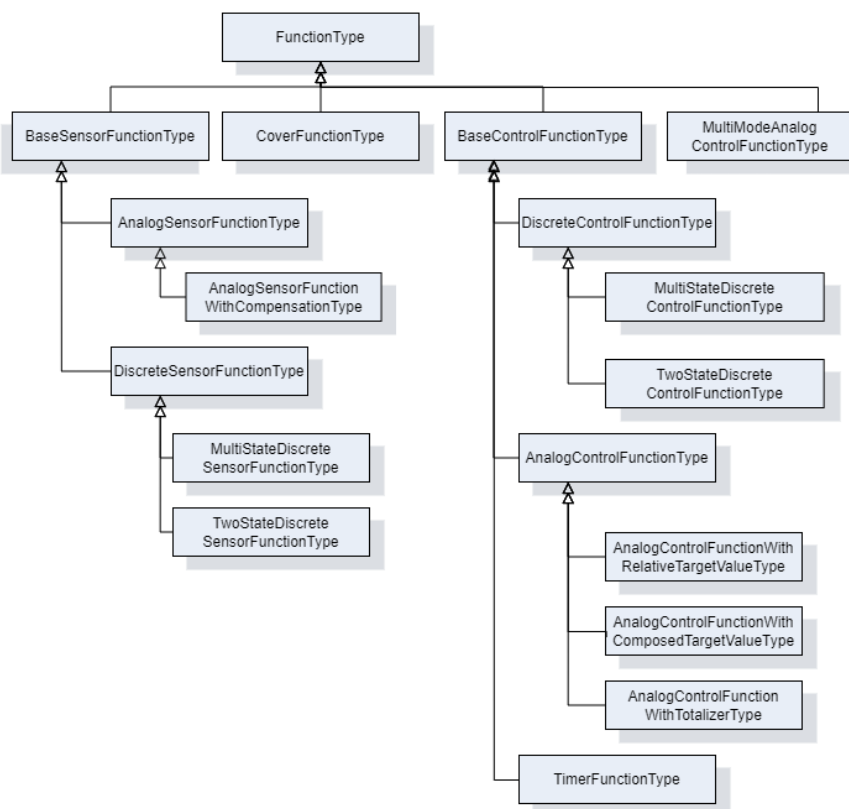 FunctionType
BaseSensorFunctionType
CoverFunctionType
BaseControlFunctionType
MultiModeAnalog
ControlFunctionType
AnalogSensorFunctionType
AnalogSensorFunction
WithCompensationType
DiscreteSensorFunctionType
MultiStateDiscrete
SensorFunctionType
TwoStateDiscrete
SensorFunctionType
DiscreteControlFunctionType
MultiStateDiscrete
ControlFunctionType
TwoStateDiscrete
ControlFunctionType
AnalogControlFunctionType
AnalogControlFunctionWith
RelativeTargetValueType
AnalogControlFunctionWith
ComposedTargetValueType
AnalogControlFunction
WithTotalizerType
TimerFunctionType